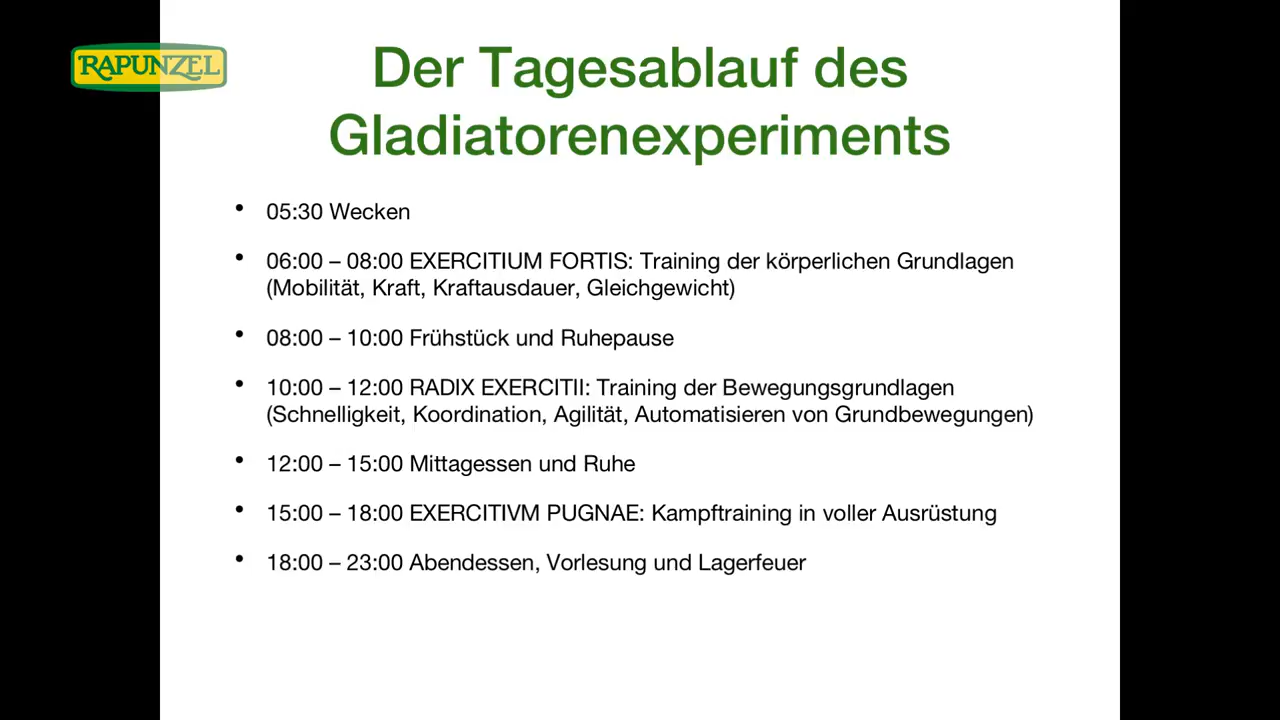 RAPUNZEL
Der Tagesablauf des
Gladiatorenexperiments
• 05:30 Wecken
• 06:00 – 08:00 EXERCITIUM FORTIS: Training der körperlichen Grundlagen
(Mobilität, Kraft, Kraftausdauer, Gleichgewicht)
• 08:00 – 10:00 Frühstück und Ruhepause
• 10:00 – 12:00 RADIX EXERCITII: Training der Bewegungsgrundlagen
(Schnelligkeit, Koordination, Agilität, Automatisieren von Grundbewegungen)
• 12:00 – 15:00 Mittagessen und Ruhe
• 15:00 – 18:00 EXERCITIVM PUGNAE: Kampftraining in voller Ausrüstung
• 18:00 – 23:00 Abendessen, Vorlesung und Lagerfeuer